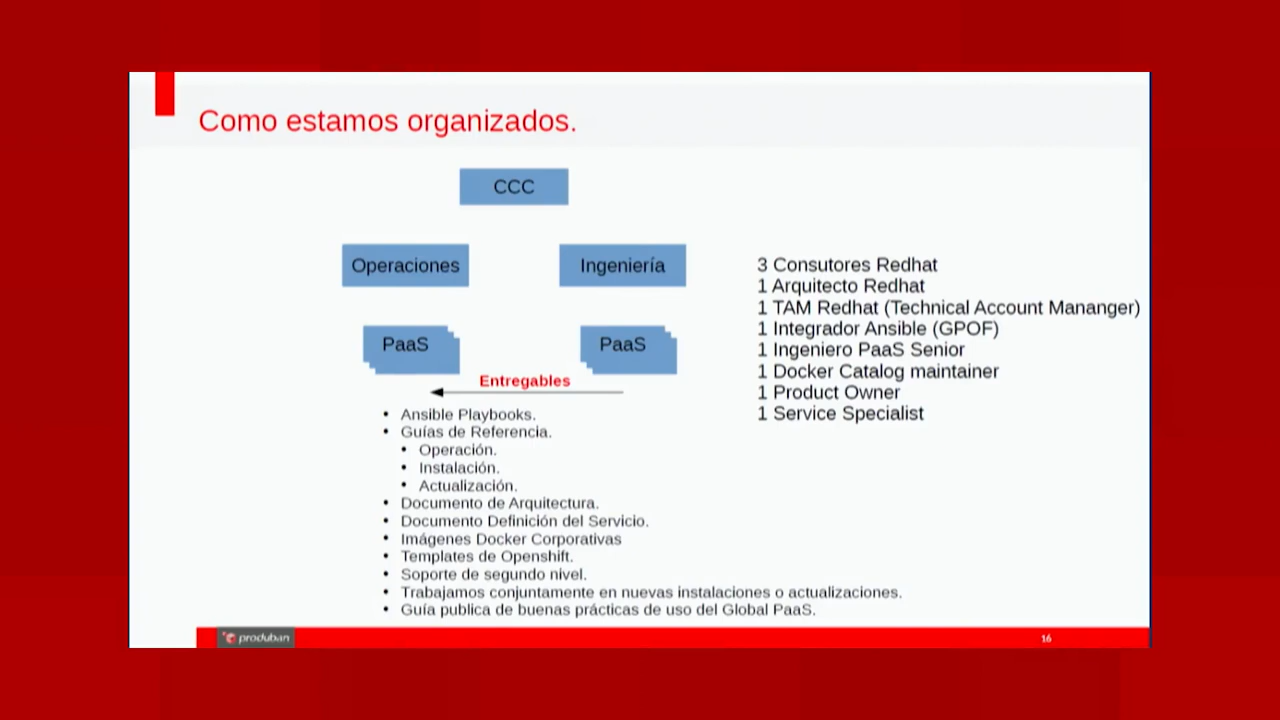 Como estamos organizados.
CCC
Operaciones
Ingeniería
PaaS
PaaS
Entregables
3 Consutores Redhat
1 Arquitecto Redhat
1 TAM Redhat (Technical Account Mananger)
1 Integrador Ansible (GPOF)
1 Ingeniero PaaS Senior
1 Docker Catalog maintainer
1 Product Owner
1 Service Specialist
• Ansible Playbooks.
• Guías de Referencia.
• Operación.
• Instalación.
• Actualización.
• Documento de Arquitectura.
• Documento Definición del Servicio.
• Imágenes Docker Corporativas
• Templates de Openshift.
• Soporte de segundo nivel.
• Trabajamos conjuntamente en nuevas instalaciones o actualizaciones.
• Guía publica de buenas prácticas de uso del Global PaaS.
produban
16